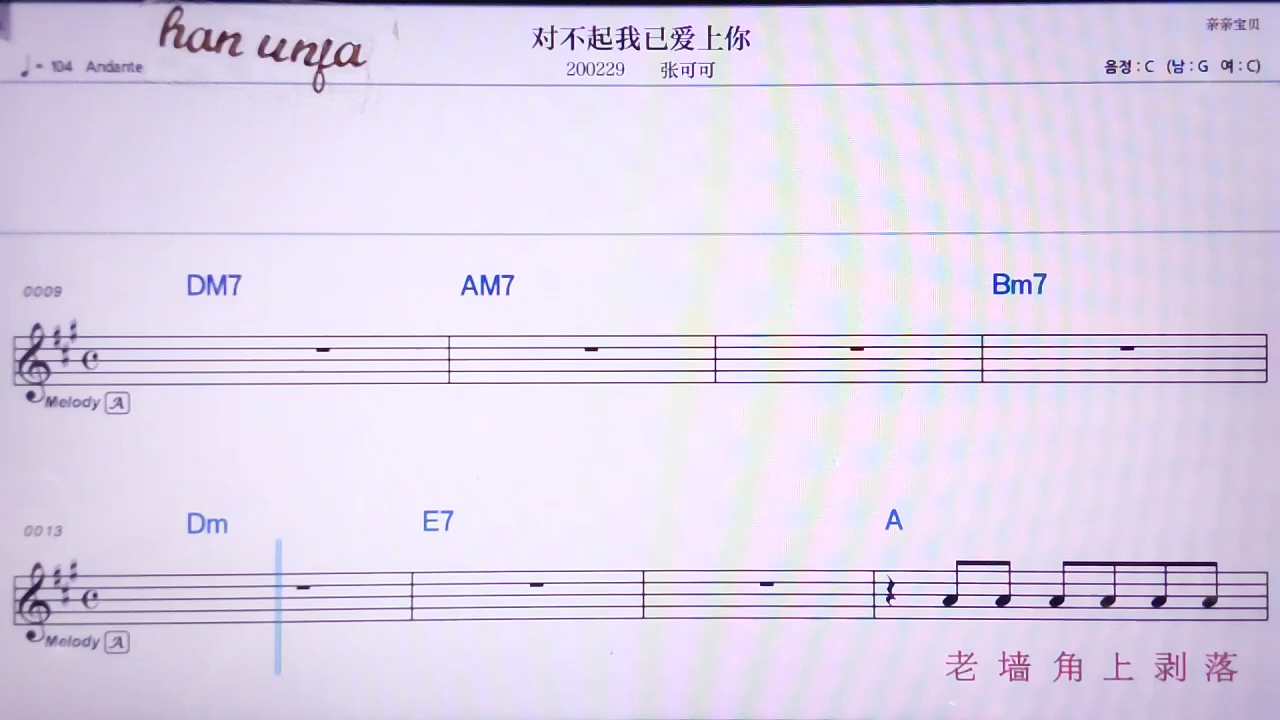 han unfa
对不起我已爱上你
亲亲宝贝
♩= 104 Andante
200229 张可可
음정 : C (남 : G 여 : C)
0009 DM7 AM7 Bm7
Melody A
0013 Dm E7 A
Melody A
老 墙 角 上 剥 落